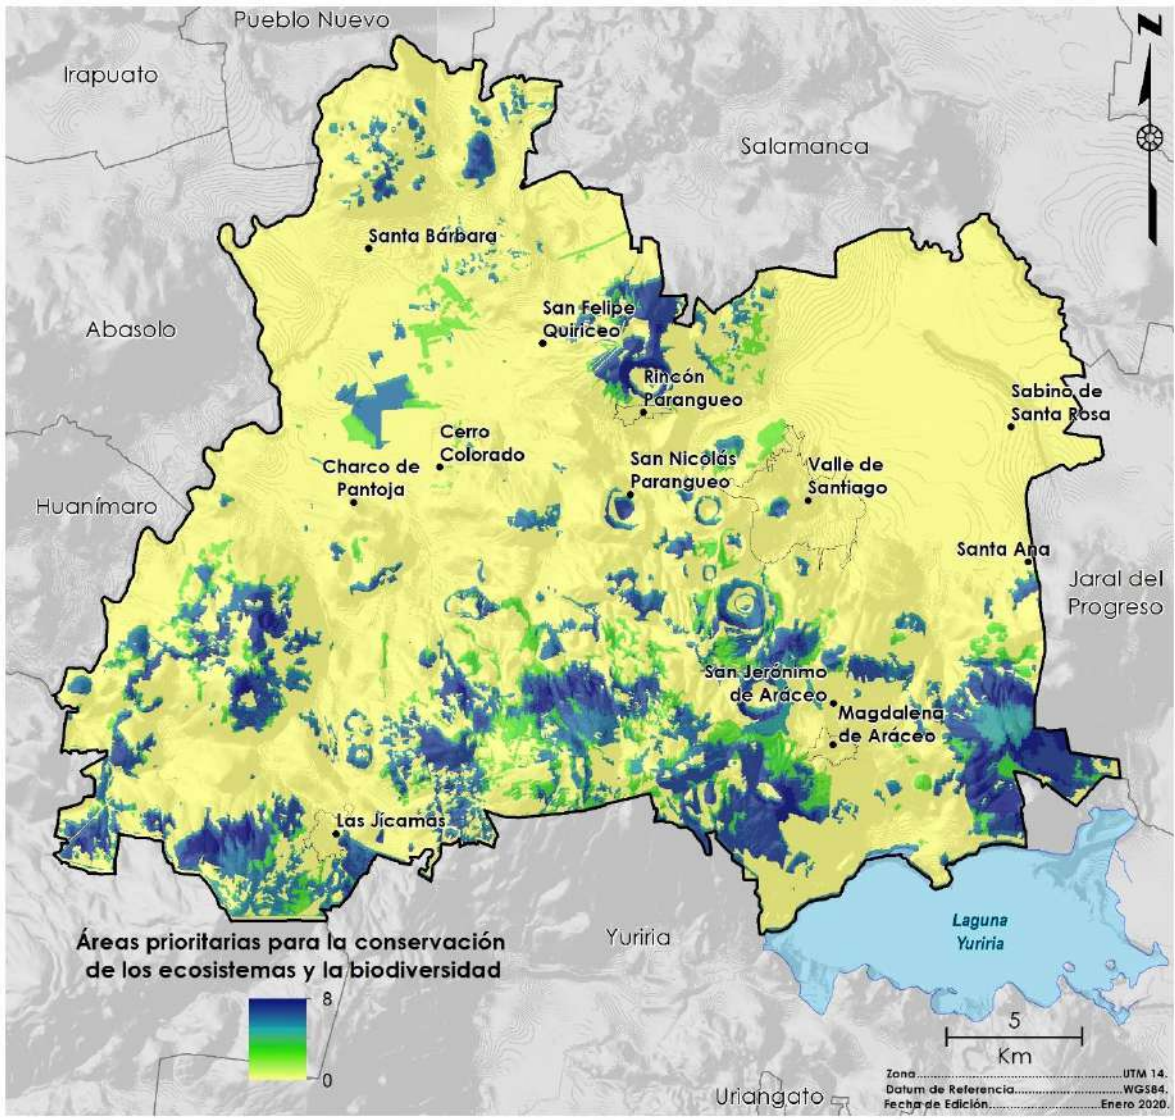 Pueblo Nuevo
Irapuato
N
Salamanca
Santa Bárbara
Abasolo
San Felipe
Quiriceo
Rincón
Parangueo
Sabino de
Santa Rosa
Cerro
Colorado
Charco de
Pantoja
San Nicolás
Parangueo
Valle de
Santiago
Huanímaro
Santa Ana
Jaral del
Progreso
San Jerónimo
de Aráceo
Magdalena
de Aráceo
Las Jícamas
Laguna
Yuriria
Yuriria
Áreas prioritarias para la conservación
de los ecosistemas y la biodiversidad
8
0
5
Km
Zona UTM 14.
Datum de Referencia WGS84.
Fecha de Edición Enero 2020
Uriangato